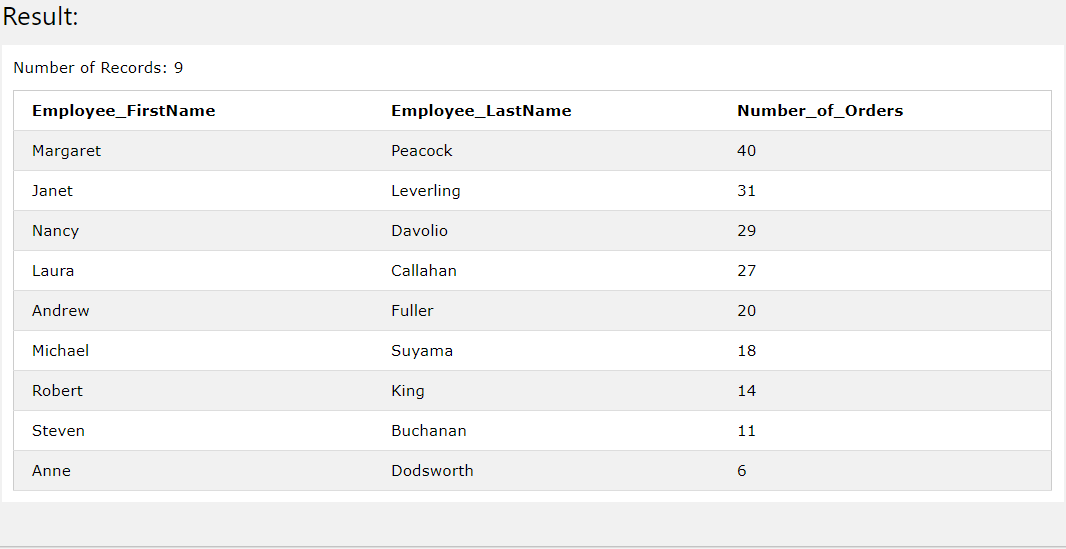 Result:
Number of Records: 9
Employee_FirstName Employee_LastName Number_of_Orders
Margaret Peacock 40
Janet Leverling 31
Nancy Davolio 29
Laura Callahan 27
Andrew Fuller 20
Michael Suyama 18
Robert King 14
Steven Buchanan 11
Anne Dodsworth 6